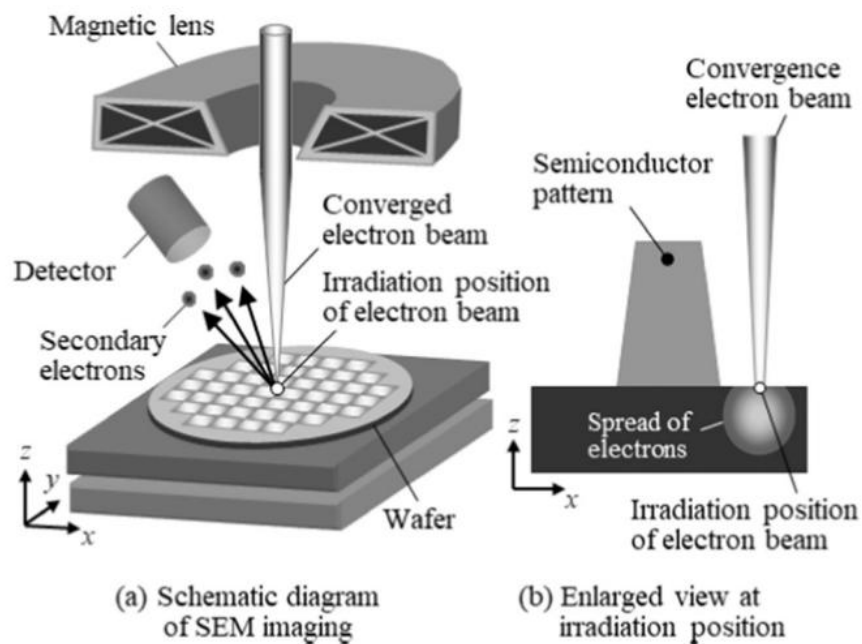 Magnetic lens
Detector
Secondary
electrons
Converged
electron beam
Irradiation position
of electron beam
Wafer
z
y
x
(a) Schematic diagram
of SEM imaging
Convergence
electron beam
Semiconductor
pattern
Spread of
electrons
z
x
Irradiation position
of electron beam
(b) Enlarged view at
irradiation position